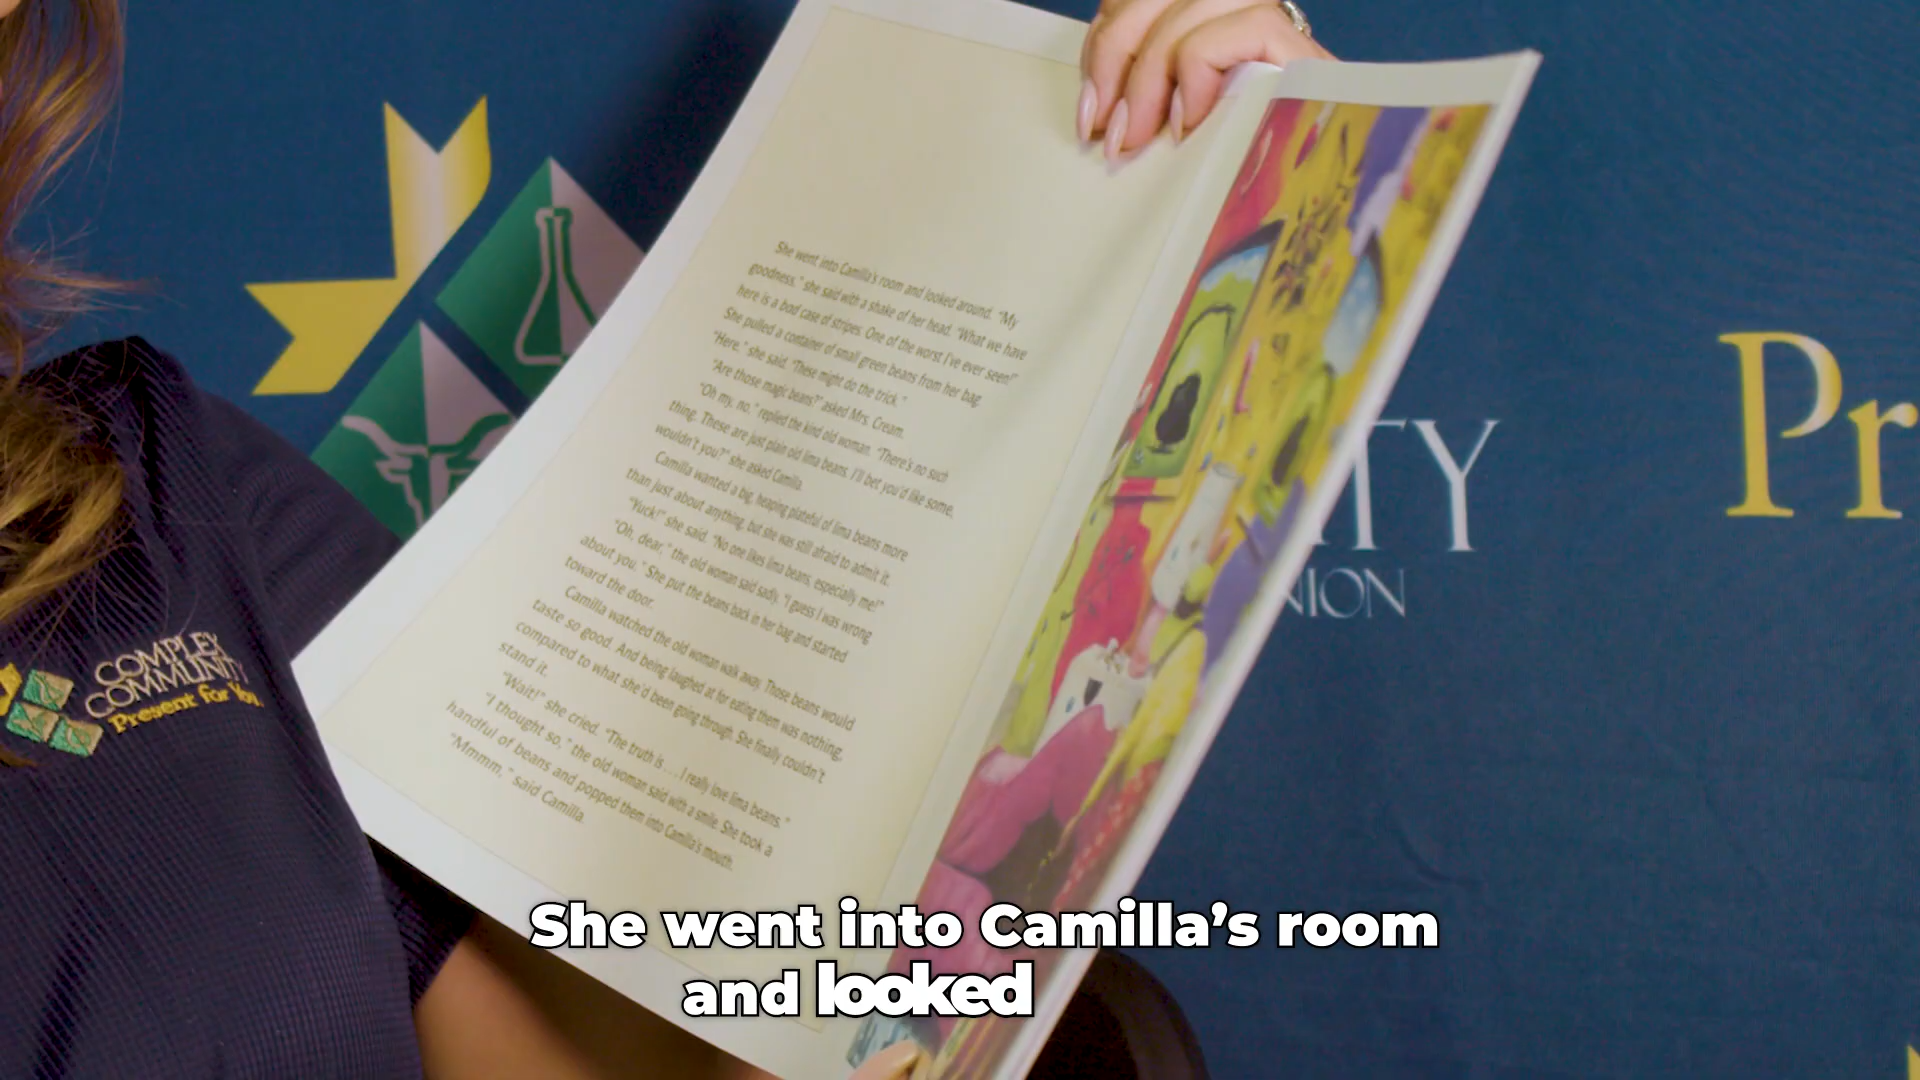 She went into Camilla's room and looked around. "My
goodness," she said with a shake of her head. "What we have
here is a bad case of stripes. One of the worst I've ever seen!"
She pulled a container of small green beans from her bag.
"Here," she said. "These might do the trick."
"Are those magic beans?" asked Mrs. Cream.
"Oh my, no," replied the kind old woman. "There's no such
thing. These are just plain old lima beans. I'll bet you'd like some,
wouldn't you?" she asked Camilla.
Camilla wanted a big, heaping plateful of lima beans more
than just about anything, but she was still afraid to admit it.
"Yuck!" she said. "No one likes lima beans, especially me!"
"Oh, dear," the old woman said sadly. "I guess I was wrong
about you." She put the beans back in her bag and started
toward the door.
Camilla watched the old woman walk away. Those beans would
taste so good. And being laughed at for eating them was nothing,
compared to what she'd been going through. She finally couldn't
stand it.
"Wait!" she cried. "The truth is . . . I really love lima beans."
"I thought so," the old woman said with a smile. She took a
handful of beans and popped them into Camilla's mouth.
"Mmmm," said Camilla.
COMPLEX
COMMUNITY
Present for You
TY
NION
Pr
She went into Camilla's room
and looked